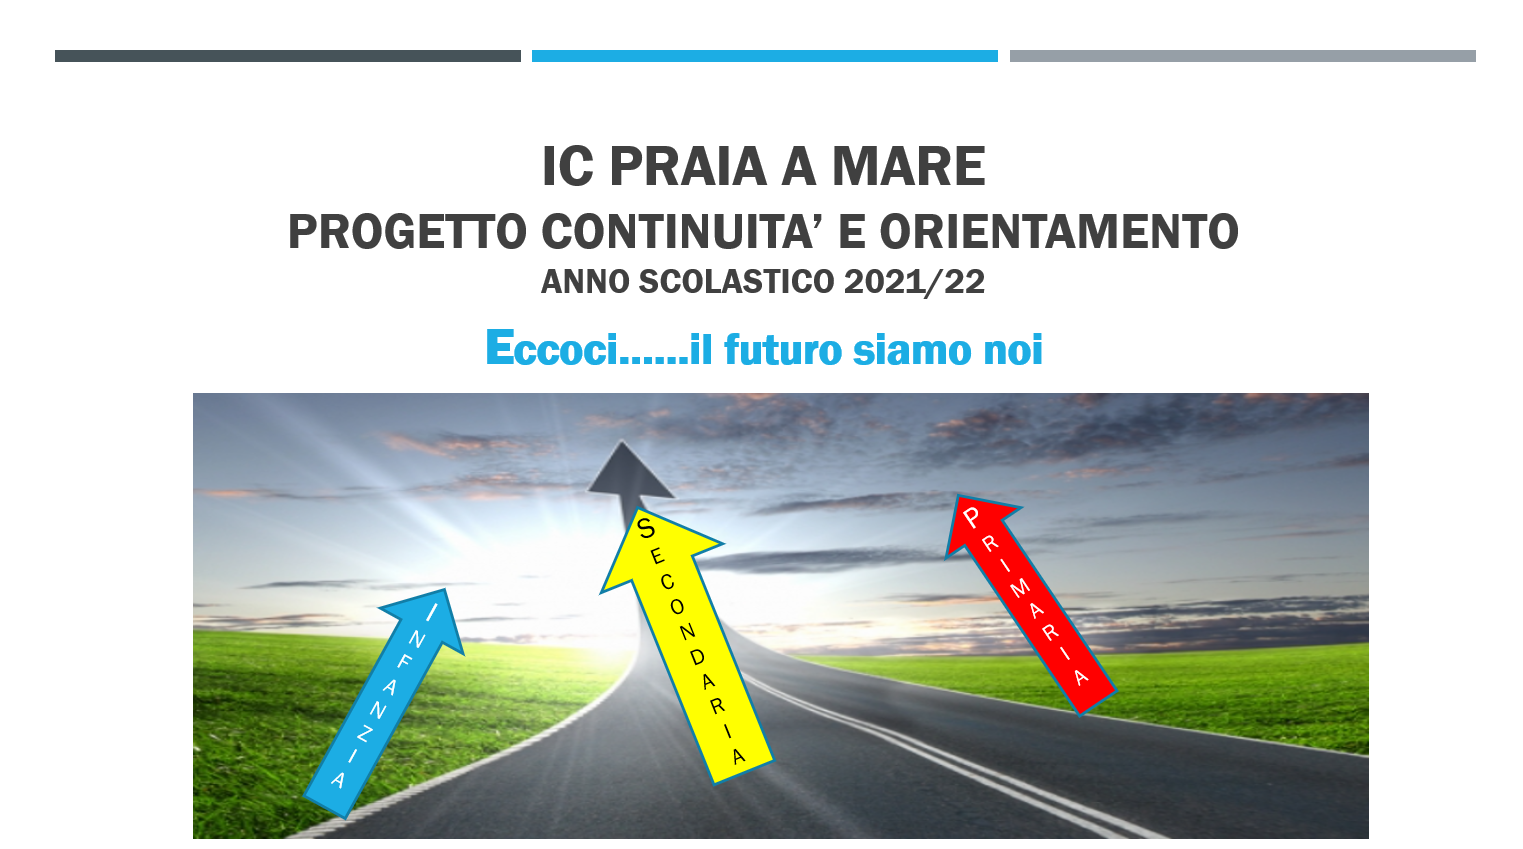 IC PRAIA A MARE
PROGETTO CONTINUITA’ E ORIENTAMENTO
ANNO SCOLASTICO 2021/22
Eccoci......il futuro siamo noi
INFANZIA
SECONDARIA
PRIMARIA